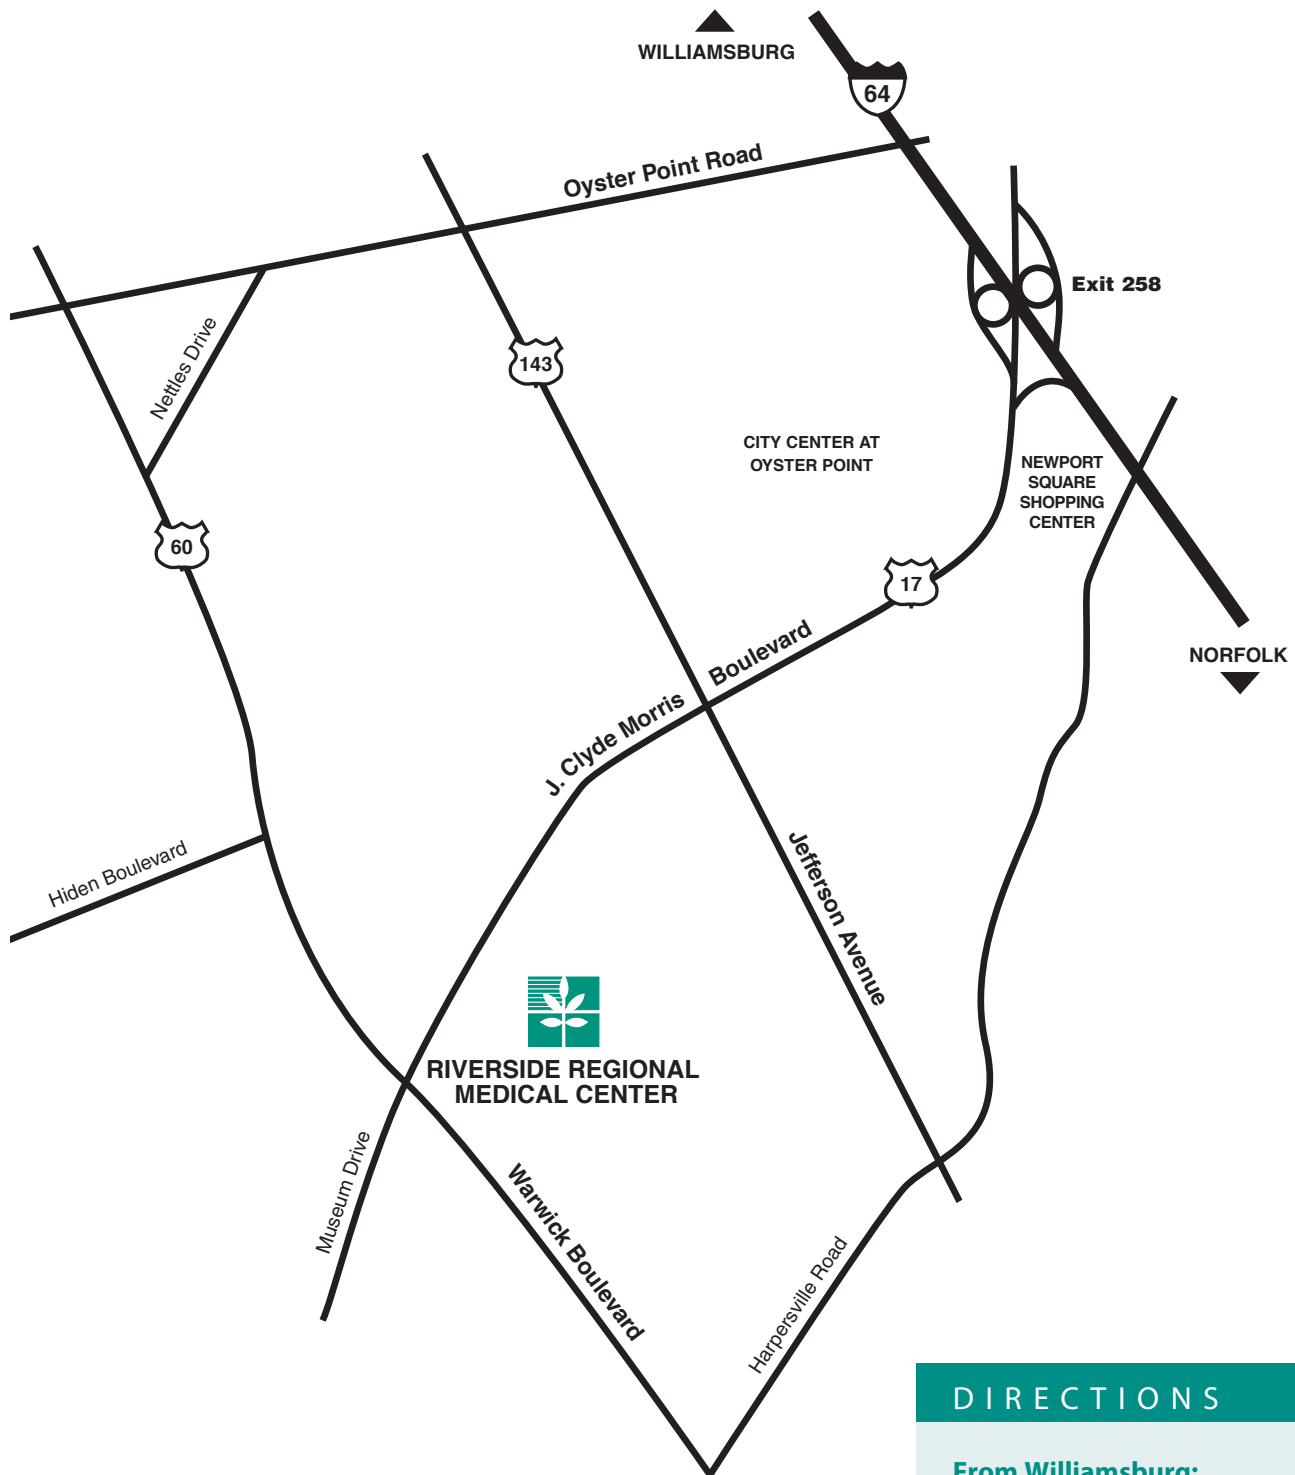 WILLIAMSBURG
64
Oyster Point Road
Exit 258
Nettles Drive
143
CITY CENTER AT
OYSTER POINT
NEWPORT
SQUARE
SHOPPING
CENTER
60
17
NORFOLK
J. Clyde Morris Boulevard
Hiden Boulevard
Jefferson Avenue
RIVERSIDE REGIONAL
MEDICAL CENTER
Museum Drive
Warwick Boulevard
Harpersville Road
DIRECTIONS
From Williamsburg: